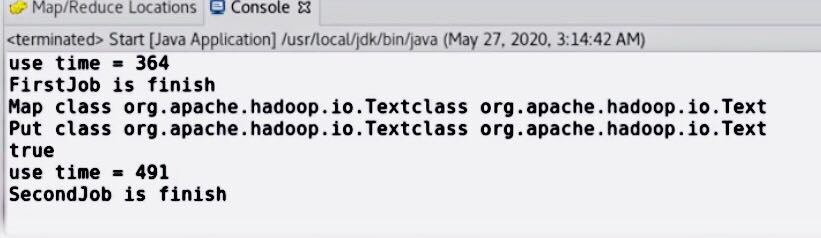 Map/Reduce Locations Console
<terminated> Start [Java Application] /usr/local/jdk/bin/java (May 27, 2020, 3:14:42 AM)
use time = 364
FirstJob is finish
Map class org.apache.hadoop.io.Textclass org.apache.hadoop.io.Text
Put class org.apache.hadoop.io.Textclass org.apache.hadoop.io.Text
true
use time = 491
SecondJob is finish